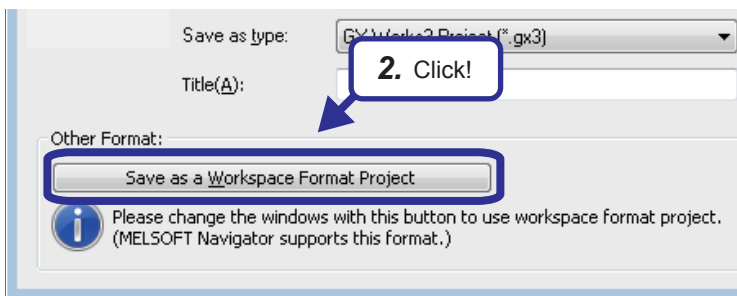 Save as type:
GX Works3 Project (*.gx3)
2. Click!
Title(A):
Other Format:
Save as a Workspace Format Project
Please change the windows with this button to use workspace format project.
(MELSOFT Navigator supports this format.)